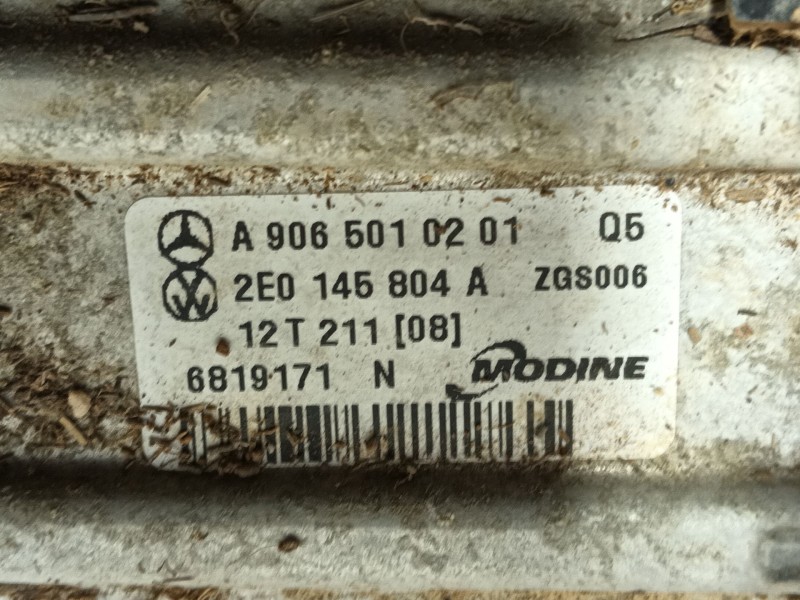 A 906 501 02 01 Q5
2E0 145 804 A ZGS006
12 T 211 [08]
6819171 N MODINE